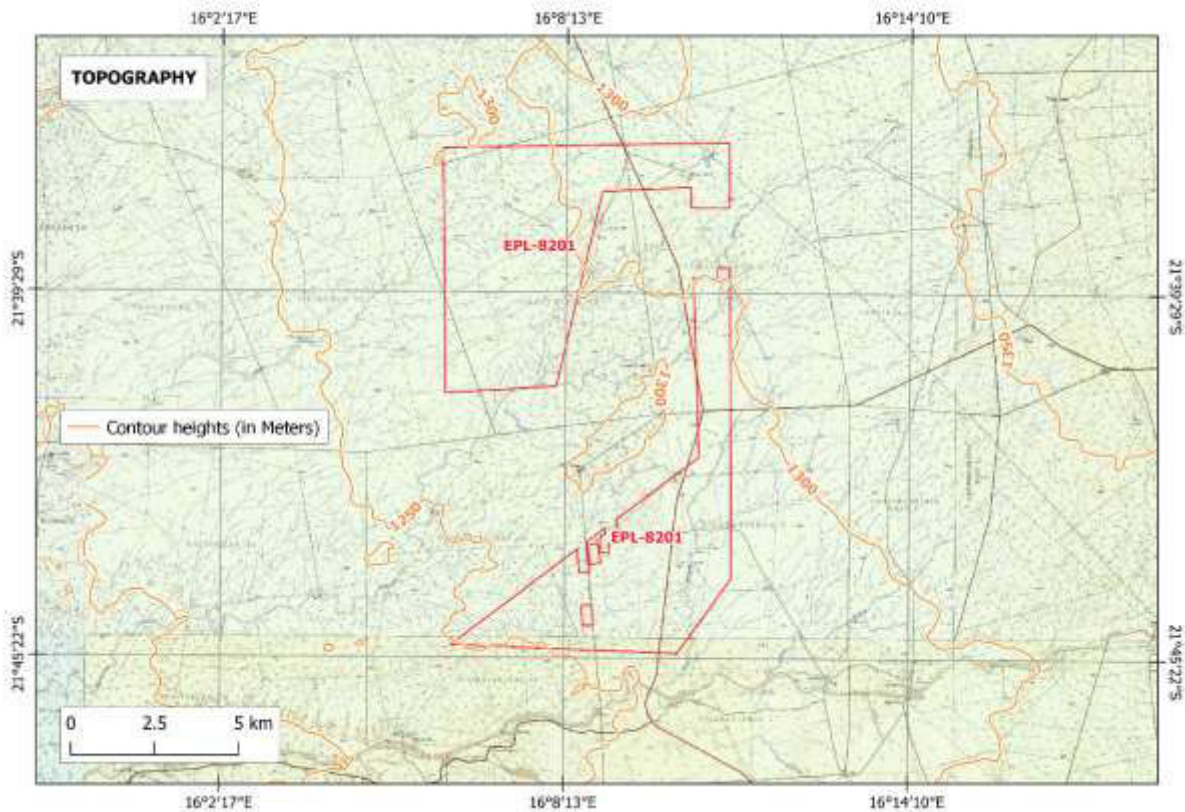 16°2'17"E
16°8'13"E
16°14'10"E
TOPOGRAPHY
1300
1300
EPL-8201
21°39'29"S
21°39'29"S
1350
1300
Contour heights (in Meters)
1300
1250
EPL-8201
21°45'22"S
21°45'22"S
0 2.5 5 km
16°2'17"E
16°8'13"E
16°14'10"E